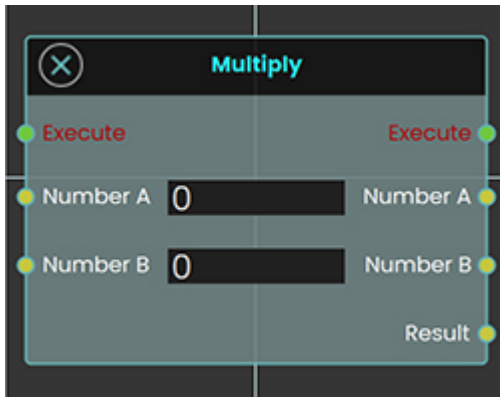 Multiply
Execute Execute
Number A 0 Number A
Number B 0 Number B
Result